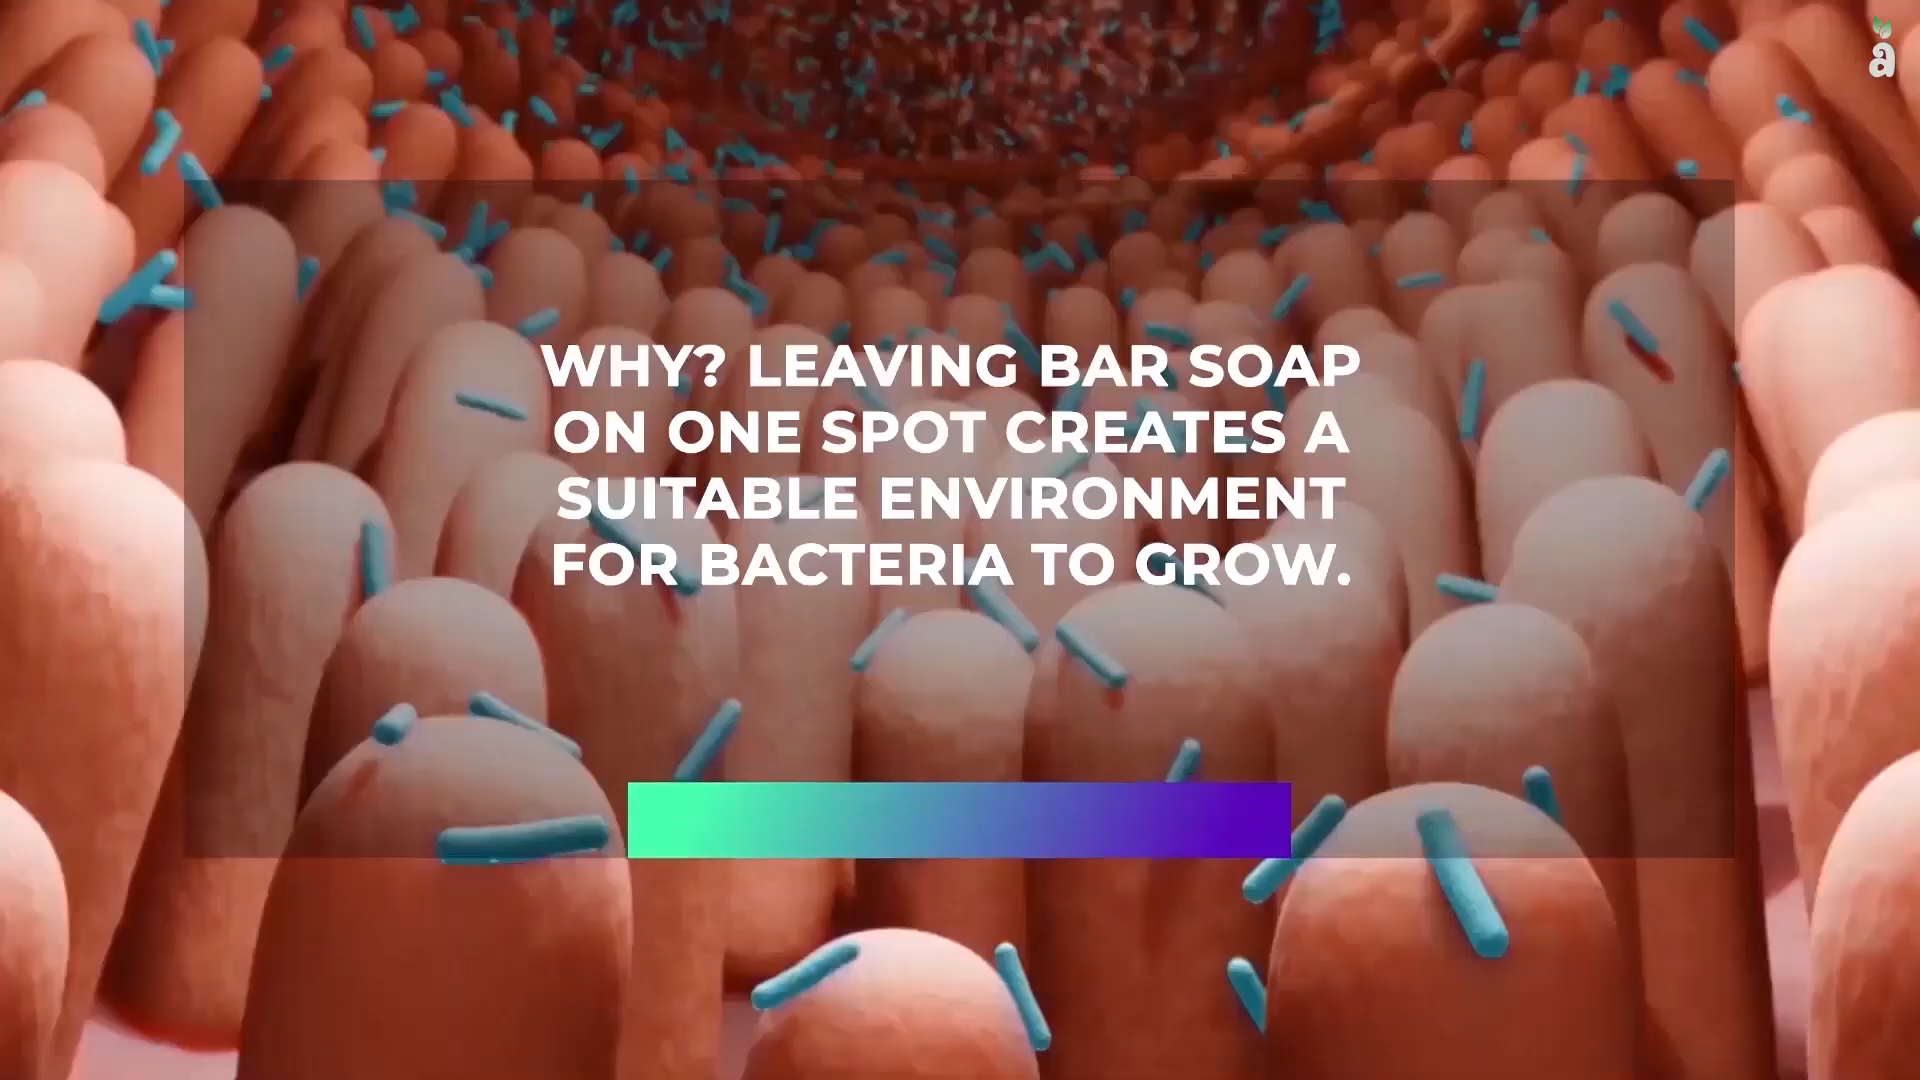 WHY? LEAVING BAR SOAP
ON ONE SPOT CREATES A
SUITABLE ENVIRONMENT
FOR BACTERIA TO GROW.
a